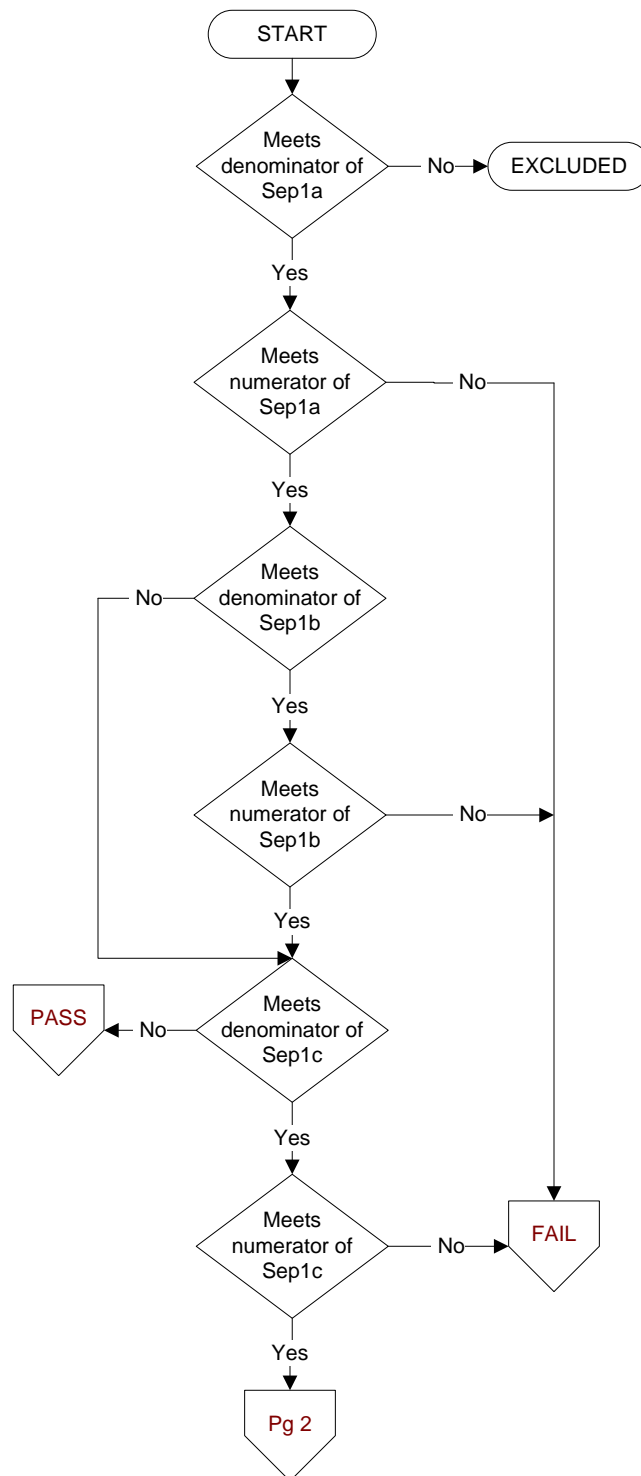 START
Meets
denominator of
Sep1a
No
EXCLUDED
Yes
Meets
numerator of
Sep1a
No
Yes
Meets
denominator of
Sep1b
No
Yes
Meets
numerator of
Sep1b
No
Yes
Meets
denominator of
Sep1c
No
PASS
Yes
Meets
numerator of
Sep1c
No
FAIL
Yes
Pg 2